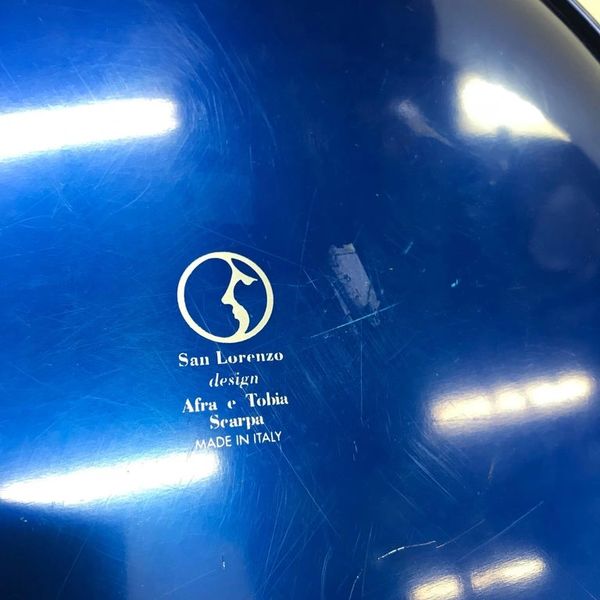 San Lorenzo
design
Afra e Tobia
Scarpa
MADE IN ITALY